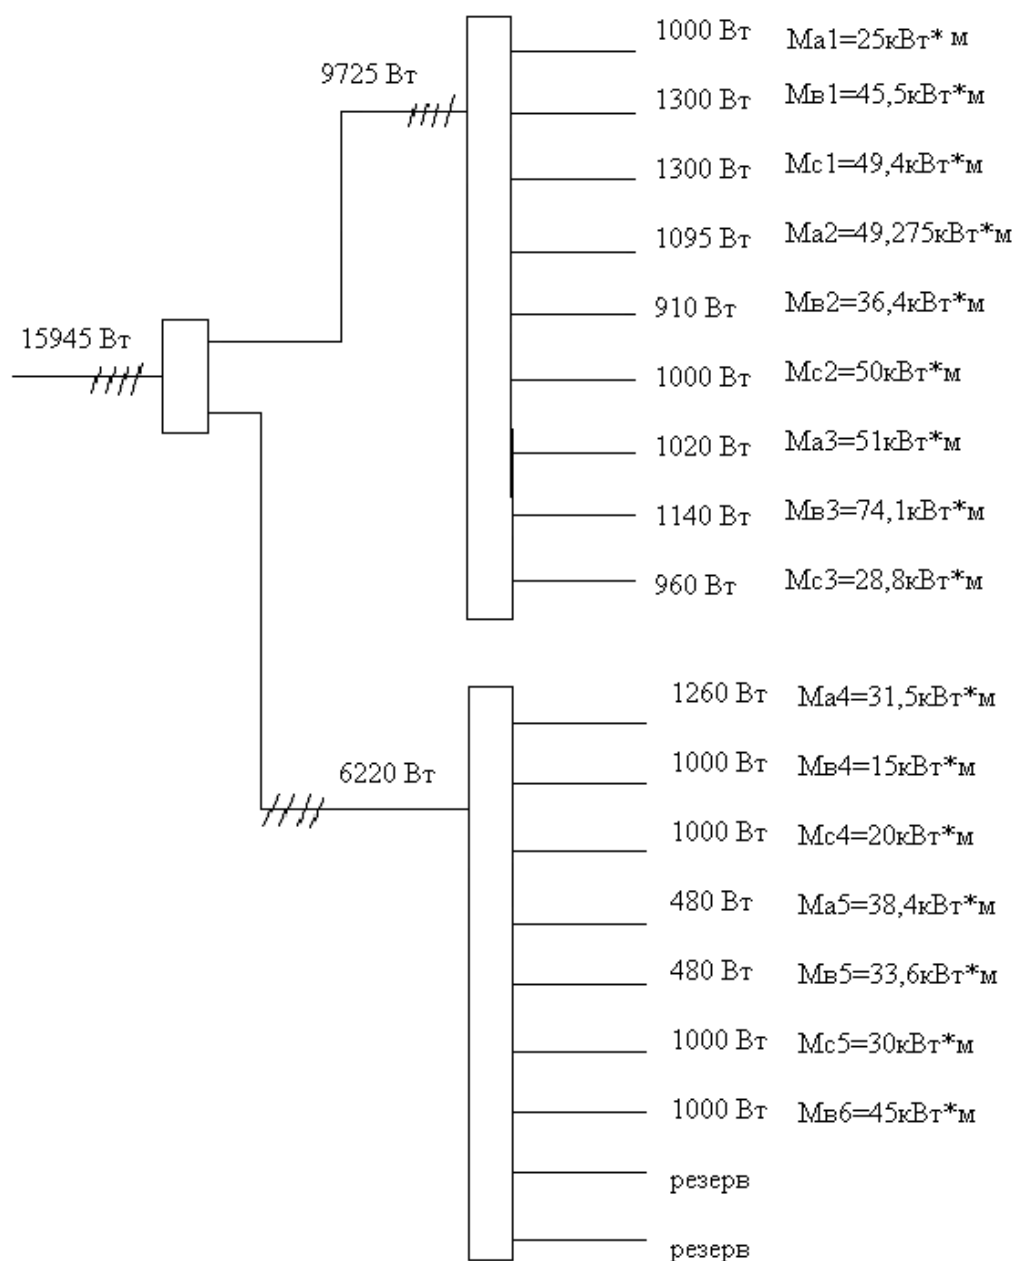 1000 Вт Ма1=25кВт* м
9725 Вт
1300 Вт Мв1=45,5кВт*м
1300 Вт Мс1=49,4кВт*м
1095 Вт Ма2=49,275кВт*м
910 Вт Мв2=36,4кВт*м
15945 Вт
1000 Вт Мс2=50кВт*м
1020 Вт Ма3=51кВт*м
1140 Вт Мв3=74,1кВт*м
960 Вт Мс3=28,8кВт*м
1260 Вт Ма4=31,5кВт*м
6220 Вт
1000 Вт Мв4=15кВт*м
1000 Вт Мс4=20кВт*м
480 Вт Ма5=38,4кВт*м
480 Вт Мв5=33,6кВт*м
1000 Вт Мс5=30кВт*м
1000 Вт Мв6=45кВт*м
резерв
резерв